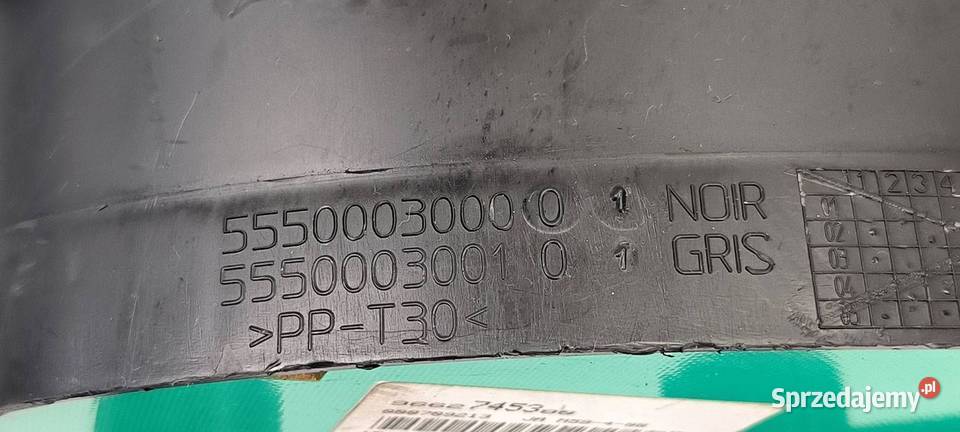 5550003000 0 1 NOIR
5550003001 0 1 GRIS
>PP-T30<
1 2 3 4
01
02
03
04
Sprzedajemy.pl